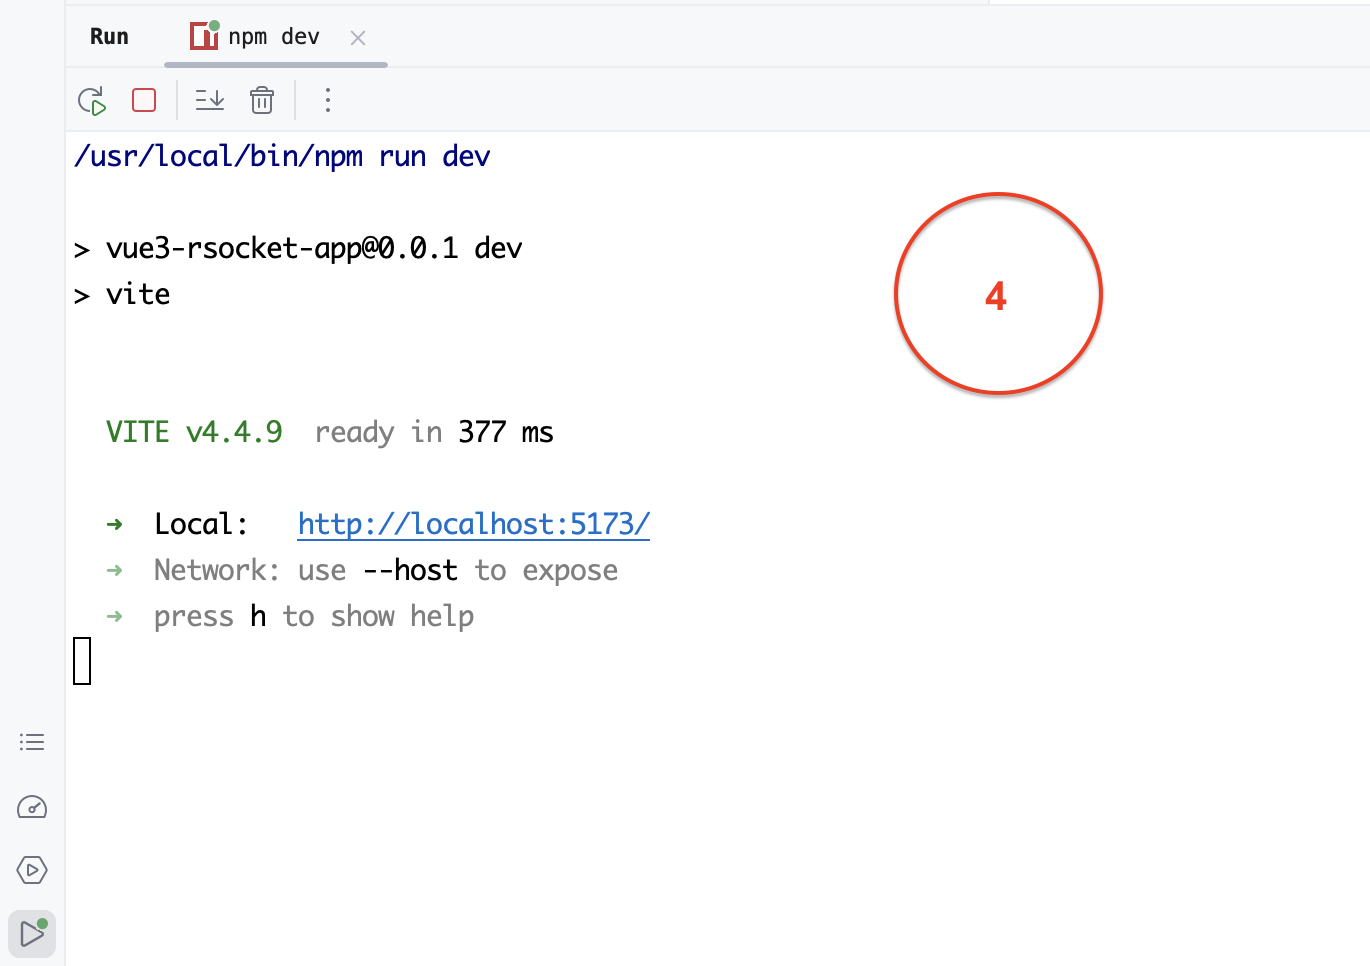 Run npm dev
/usr/local/bin/npm run dev
> vue3-rsocket-app@0.0.1 dev
> vite
4
VITE v4.4.9 ready in 377 ms
➜ Local: http://localhost:5173/
➜ Network: use --host to expose
➜ press h to show help